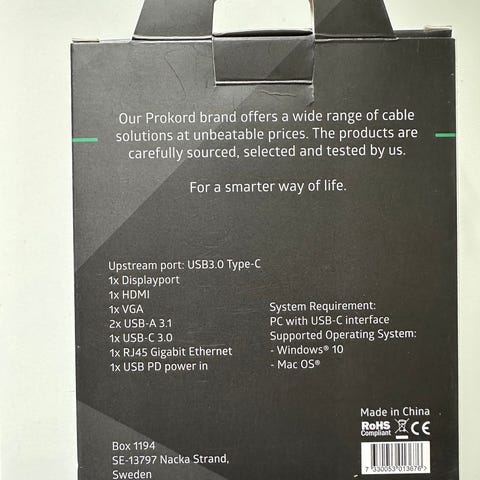 Our Prokord brand offers a wide range of cable
solutions at unbeatable prices. The products are
carefully sourced, selected and tested by us.
For a smarter way of life.
Upstream port: USB3.0 Type-C
1x Displayport
1x HDMI
1x VGA
2x USB-A 3.1
1x USB-C 3.0
1x RJ45 Gigabit Ethernet
1x USB PD power in
System Requirement:
PC with USB-C interface
Supported Operating System:
- Windows® 10
- Mac OS®
Made in China
RoHS
Compliant
CE
Box 1194
SE-13797 Nacka Strand,
Sweden
7 330053 013676 >